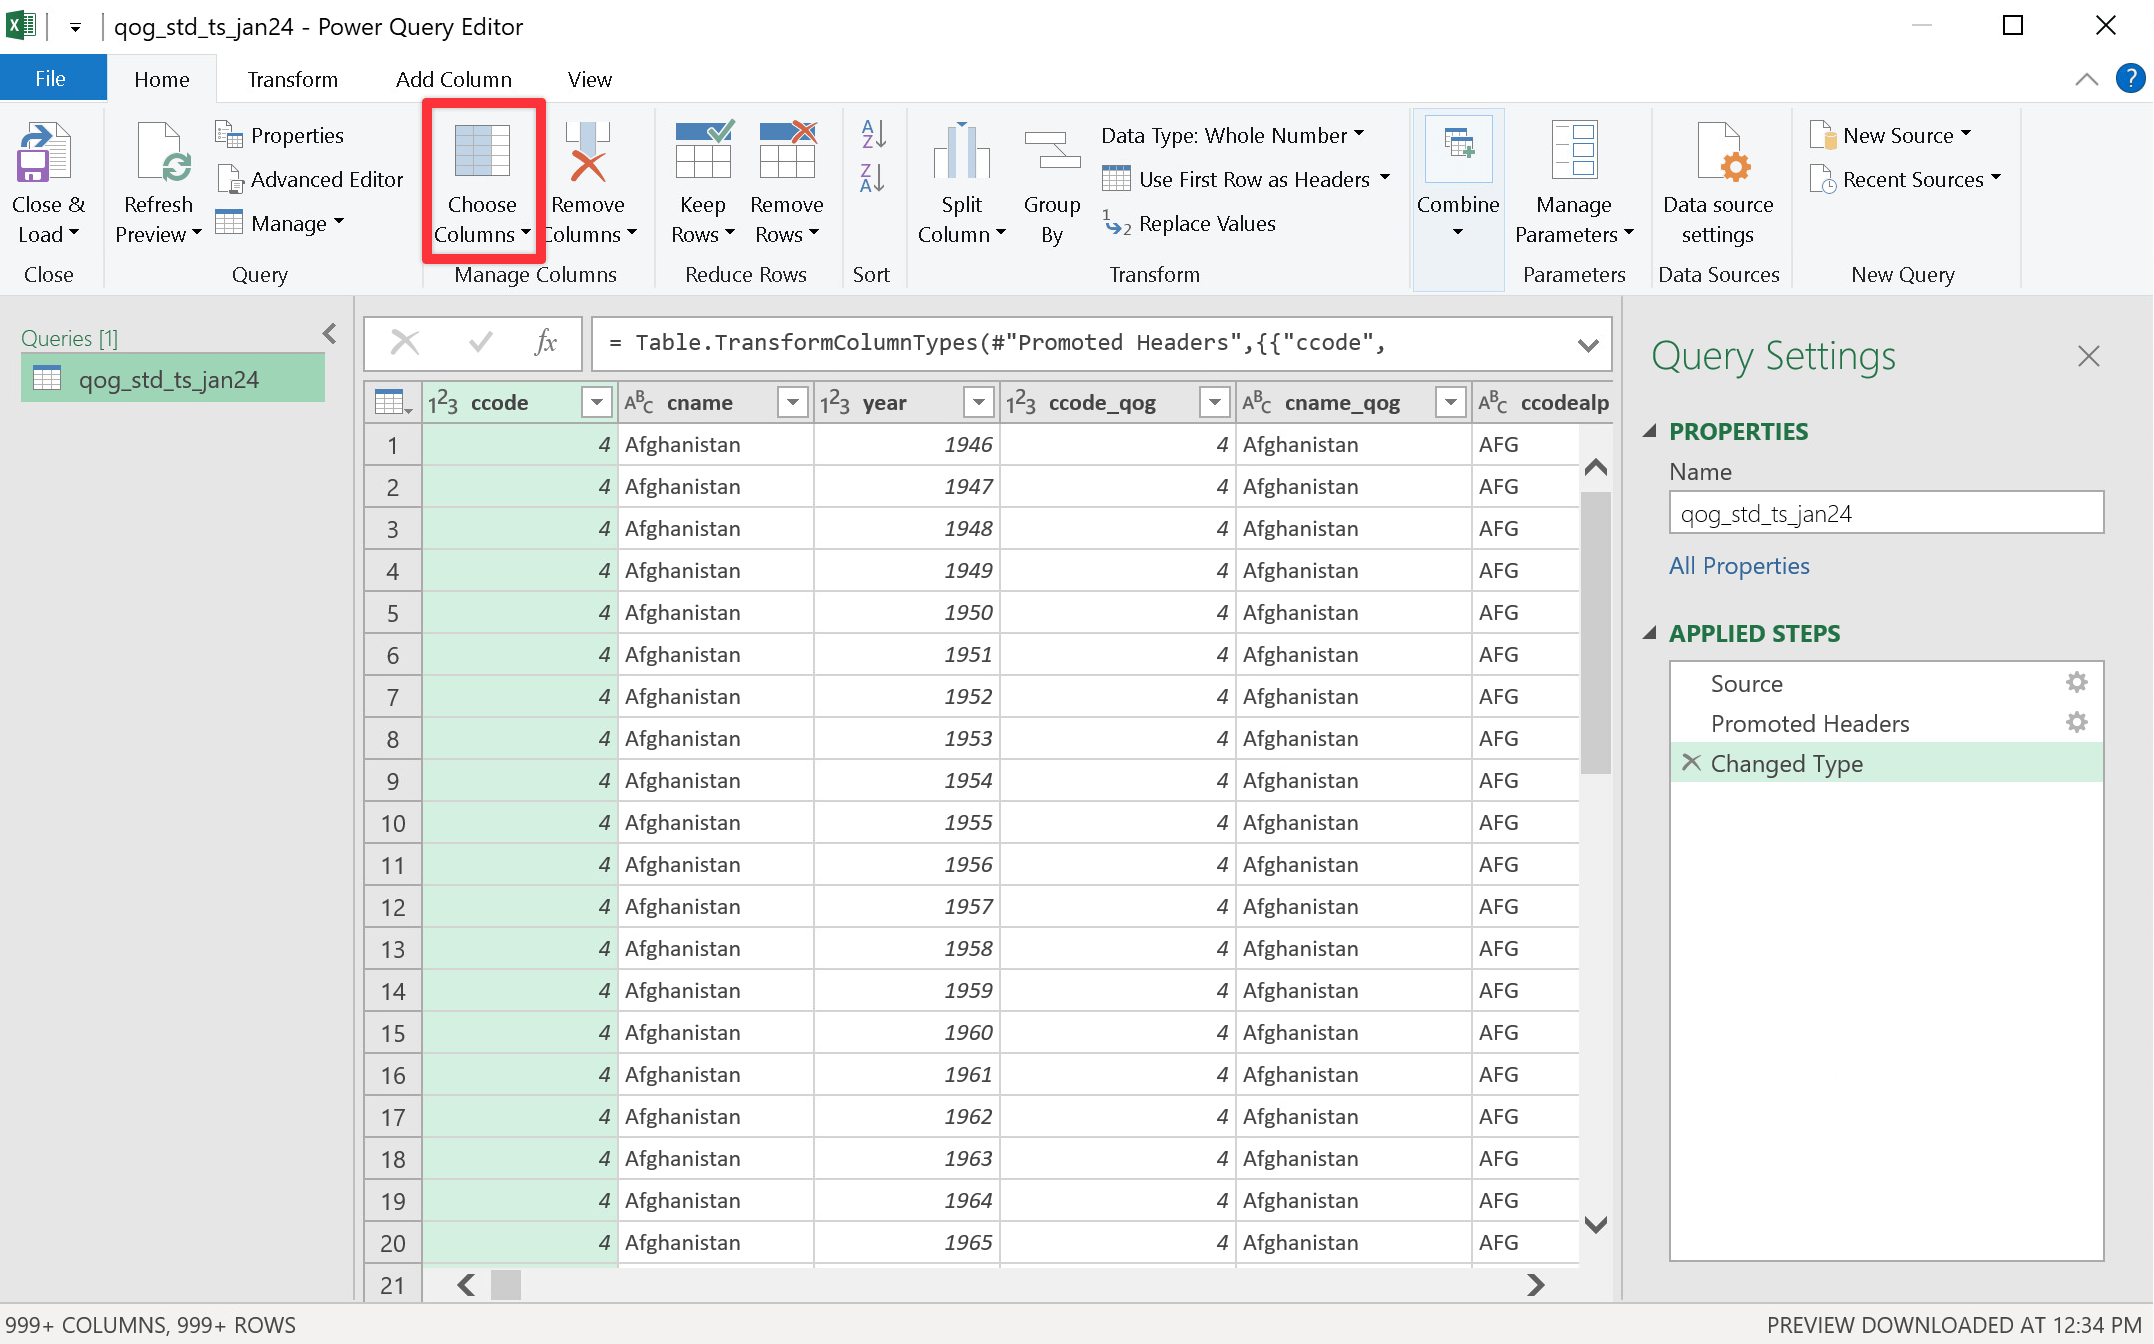 qog_std_ts_jan24 - Power Query Editor
File Home Transform Add Column View
Close & Load
Refresh Preview
Properties
Advanced Editor
Manage
Choose Columns
Remove Columns
Keep Rows
Remove Rows
Split Column
Group By
Data Type: Whole Number
Use First Row as Headers
Replace Values
Combine
Manage Parameters
Data source settings
New Source
Recent Sources
Close Query Manage Columns Reduce Rows Sort Transform Parameters Data Sources New Query
Queries [1]
qog_std_ts_jan24
fx = Table.TransformColumnTypes(#"Promoted Headers",{{"ccode",
123 ccode ABC cname 123 year 123 ccode_qog ABC cname_qog ABC ccodealp
1 4 Afghanistan 1946 4 Afghanistan AFG
2 4 Afghanistan 1947 4 Afghanistan AFG
3 4 Afghanistan 1948 4 Afghanistan AFG
4 4 Afghanistan 1949 4 Afghanistan AFG
5 4 Afghanistan 1950 4 Afghanistan AFG
6 4 Afghanistan 1951 4 Afghanistan AFG
7 4 Afghanistan 1952 4 Afghanistan AFG
8 4 Afghanistan 1953 4 Afghanistan AFG
9 4 Afghanistan 1954 4 Afghanistan AFG
10 4 Afghanistan 1955 4 Afghanistan AFG
11 4 Afghanistan 1956 4 Afghanistan AFG
12 4 Afghanistan 1957 4 Afghanistan AFG
13 4 Afghanistan 1958 4 Afghanistan AFG
14 4 Afghanistan 1959 4 Afghanistan AFG
15 4 Afghanistan 1960 4 Afghanistan AFG
16 4 Afghanistan 1961 4 Afghanistan AFG
17 4 Afghanistan 1962 4 Afghanistan AFG
18 4 Afghanistan 1963 4 Afghanistan AFG
19 4 Afghanistan 1964 4 Afghanistan AFG
20 4 Afghanistan 1965 4 Afghanistan AFG
21
Query Settings
PROPERTIES
Name
qog_std_ts_jan24
All Properties
APPLIED STEPS
Source
Promoted Headers
Changed Type
999+ COLUMNS, 999+ ROWS
PREVIEW DOWNLOADED AT 12:34 PM